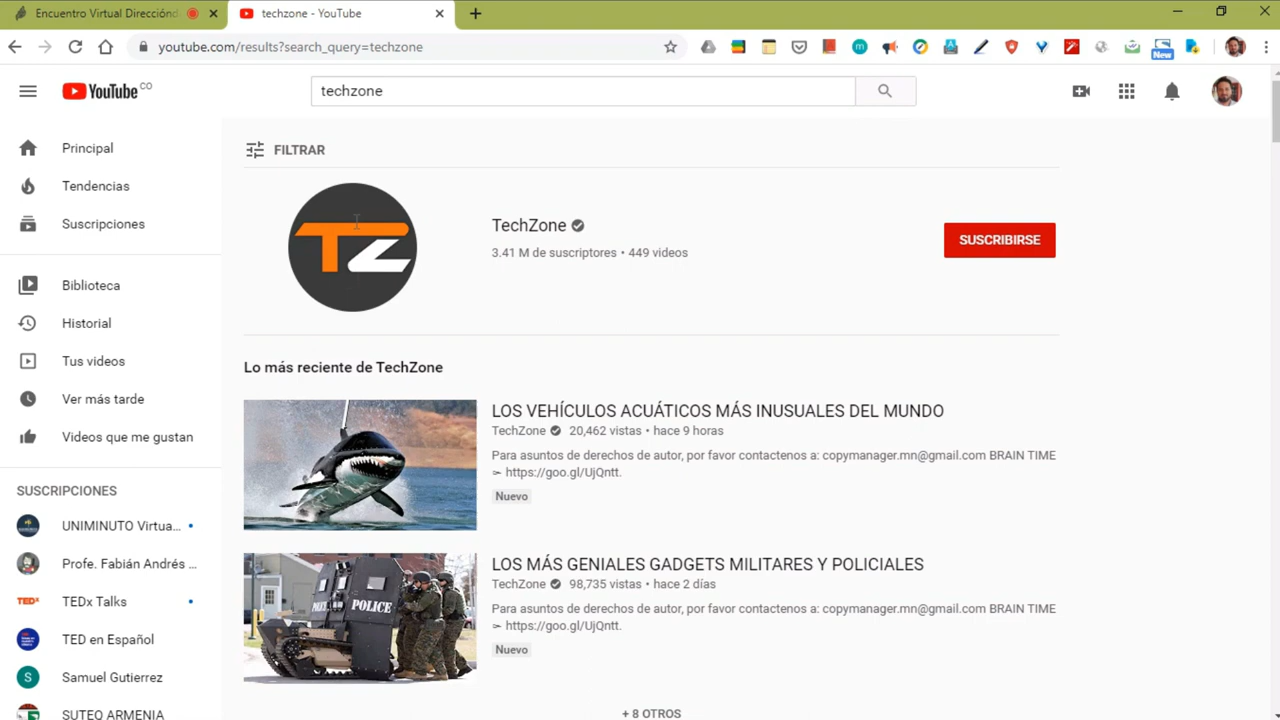 Encuentro Virtual Direcciónd
techzone - YouTube
youtube.com/results?search_query=techzone
New
YouTube CO
techzone
Principal
Tendencias
Suscripciones
Biblioteca
Historial
Tus videos
Ver más tarde
Videos que me gustan
SUSCRIPCIONES
UNIMINUTO Virtua...
Profe. Fabián Andrés ...
TEDx
TEDx Talks
TED en Español
S
Samuel Gutierrez
SUTEQ ARMENIA
FILTRAR
TZ
TechZone
3.41 M de suscriptores • 449 videos
SUSCRIBIRSE
Lo más reciente de TechZone
LOS VEHÍCULOS ACUÁTICOS MÁS INUSUALES DEL MUNDO
TechZone 20,462 vistas • hace 9 horas
Para asuntos de derechos de autor, por favor contactenos a: copymanager.mn@gmail.com BRAIN TIME
➤ https://goo.gl/UjQntt.
Nuevo
POLICE
POLICE
LOS MÁS GENIALES GADGETS MILITARES Y POLICIALES
TechZone 98,735 vistas • hace 2 días
Para asuntos de derechos de autor, por favor contactenos a: copymanager.mn@gmail.com BRAIN TIME
➤ https://goo.gl/UjQntt.
Nuevo
+ 8 OTROS